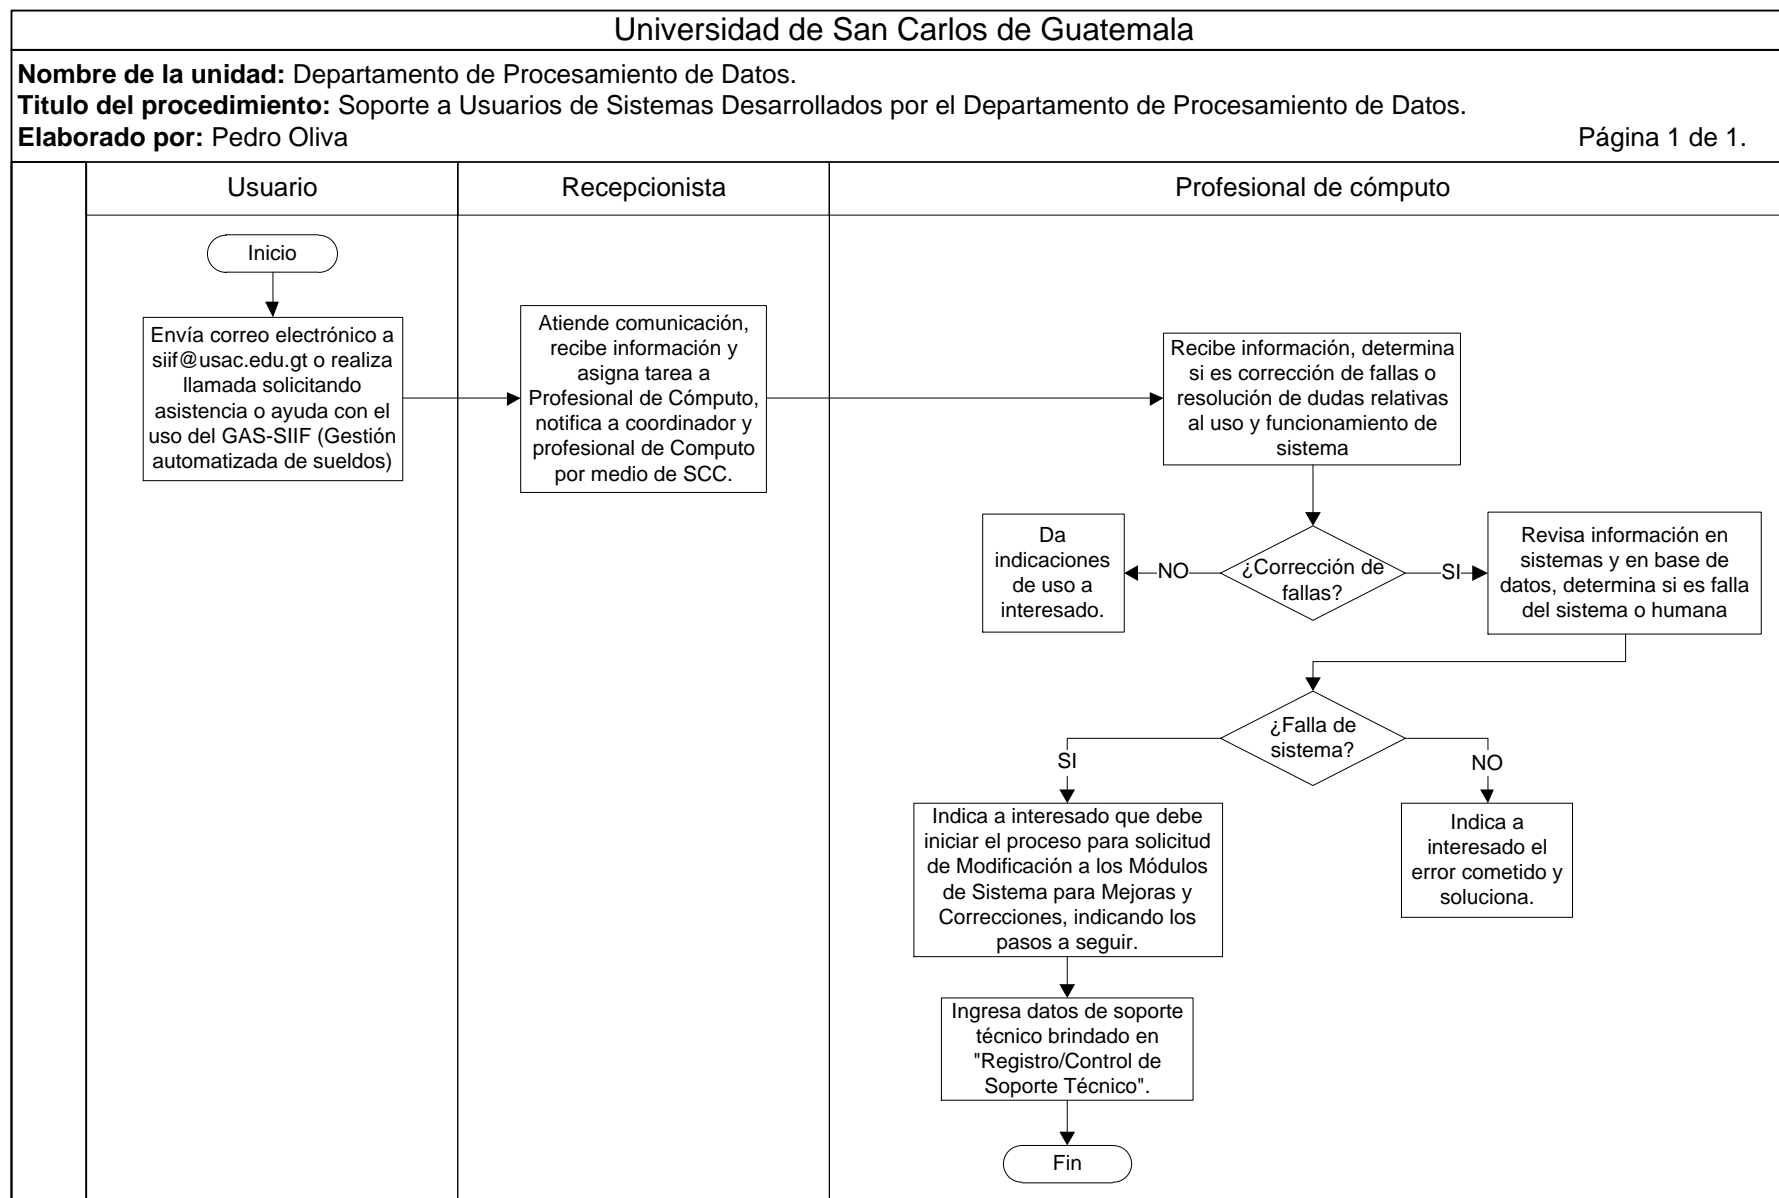 Universidad de San Carlos de Guatemala
Nombre de la unidad: Departamento de Procesamiento de Datos.
Titulo del procedimiento: Soporte a Usuarios de Sistemas Desarrollados por el Departamento de Procesamiento de Datos.
Elaborado por: Pedro Oliva
Página 1 de 1.
Usuario
Recepcionista
Profesional de cómputo
Inicio
Envía correo electrónico a
siif@usac.edu.gt o realiza
llamada solicitando
asistencia o ayuda con el
uso del GAS-SIIF (Gestión
automatizada de sueldos)
Atiende comunicación,
recibe información y
asigna tarea a
Profesional de Cómputo,
notifica a coordinador y
profesional de Computo
por medio de SCC.
Recibe información, determina
si es corrección de fallas o
resolución de dudas relativas
al uso y funcionamiento de
sistema
Da
indicaciones
de uso a
interesado.
NO
¿Corrección de
fallas?
SI
Revisa información en
sistemas y en base de
datos, determina si es falla
del sistema o humana
¿Falla de
sistema?
SI
NO
Indica a interesado que debe
iniciar el proceso para solicitud
de Modificación a los Módulos
de Sistema para Mejoras y
Correcciones, indicando los
pasos a seguir.
Indica a
interesado el
error cometido y
soluciona.
Ingresa datos de soporte
técnico brindado en
"Registro/Control de
Soporte Técnico".
Fin